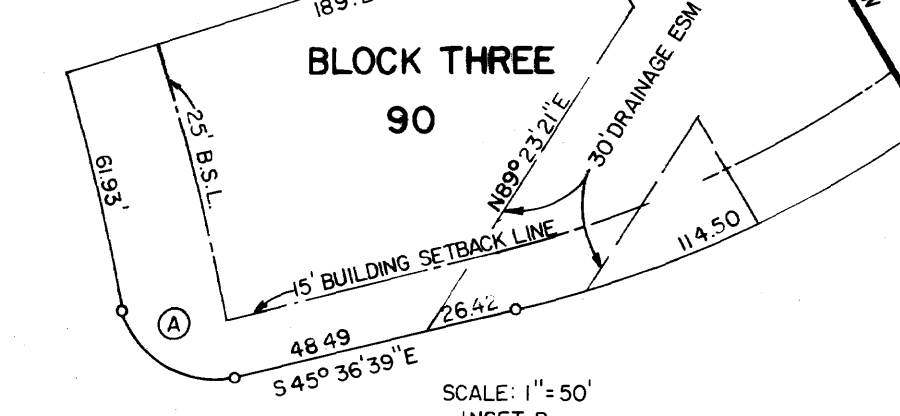 BLOCK THREE
90
25' B.S.L.
61.93'
N89° 23' 21" E
30' DRAINAGE ESM
15' BUILDING SETBACK LINE
114.50
26.42
A
48 49
S 45° 36' 39" E
SCALE: 1" = 50'